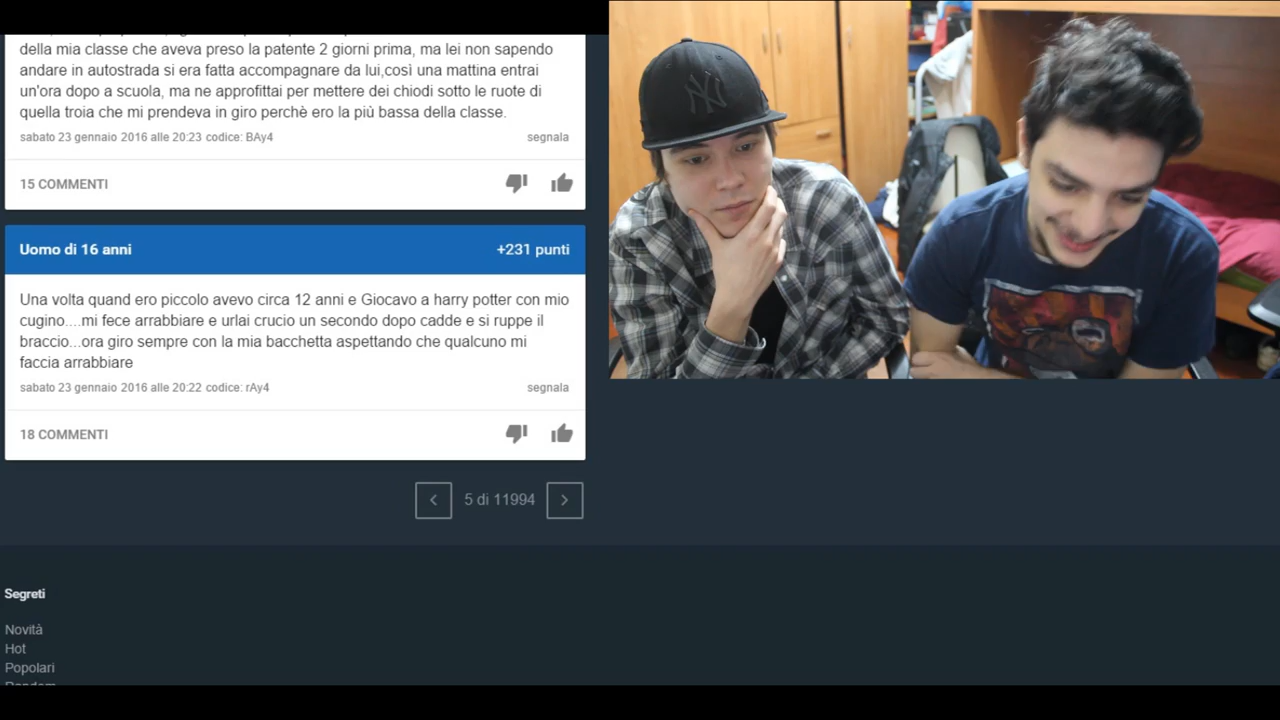 della mia classe che aveva preso la patente 2 giorni prima, ma lei non sapendo
andare in autostrada si era fatta accompagnare da lui,così una mattina entrai
un'ora dopo a scuola, ma ne approfittai per mettere dei chiodi sotto le ruote di
quella troia che mi prendeva in giro perchè ero la più bassa della classe.
sabato 23 gennaio 2016 alle 20:23 codice: BAy4 segnala
15 COMMENTI
Uomo di 16 anni +231 punti
Una volta quand ero piccolo avevo circa 12 anni e Giocavo a harry potter con mio
cugino....mi fece arrabbiare e urlai crucio un secondo dopo cadde e si ruppe il
braccio...ora giro sempre con la mia bacchetta aspettando che qualcuno mi
faccia arrabbiare
sabato 23 gennaio 2016 alle 20:22 codice: rAy4 segnala
18 COMMENTI
5 di 11994
Segreti
Novità
Hot
Popolari
NY